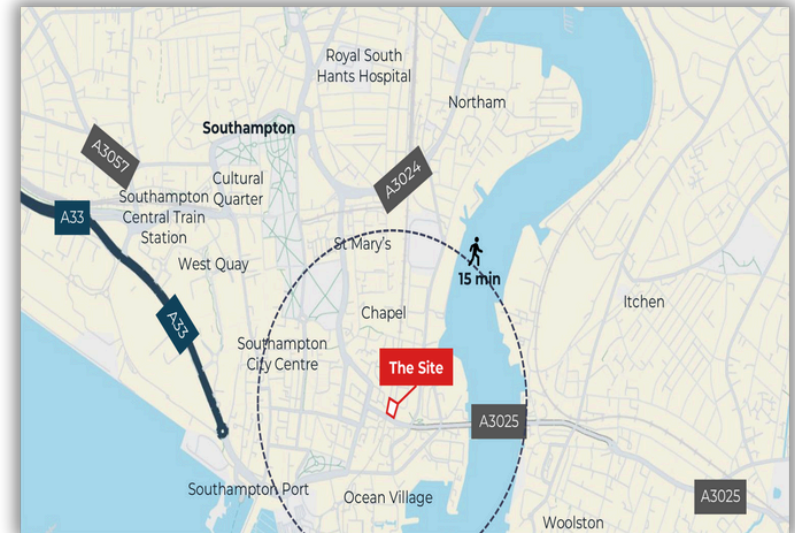 Royal South
Hants Hospital
Northam
Southampton
A3057
A3024
Cultural
Quarter
Southampton
Central Train
Station
A33
St Mary's
West Quay
15 min
Itchen
A33
Chapel
Southampton
City Centre
The Site
A3025
Southampton Port
Ocean Village
A3025
Woolston